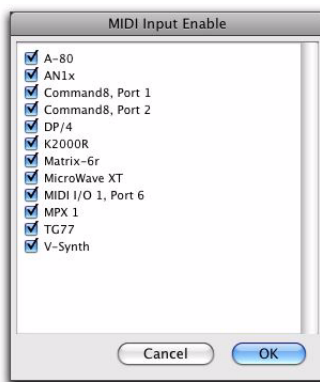 MIDI Input Enable
A-80
AN1x
Command8, Port 1
Command8, Port 2
DP/4
K2000R
Matrix-6r
MicroWave XT
MIDI I/O 1, Port 6
MPX 1
TG77
V-Synth
Cancel OK